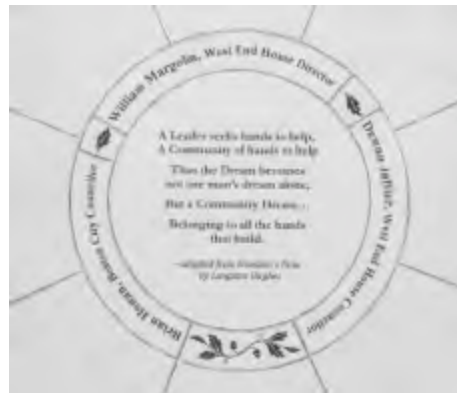 William Margolin, West End House Director
Dennis Jaffe, West End House Councilor
Brian Honan, Boston City Councilor
A Leader seeks hands to help,
A Community of hands to help
Thus the Dream becomes
not one man's dream alone,
But a Community Dream...
Belonging to all the hands
that build.
—adapted from Freedom's Plow
by Langston Hughes